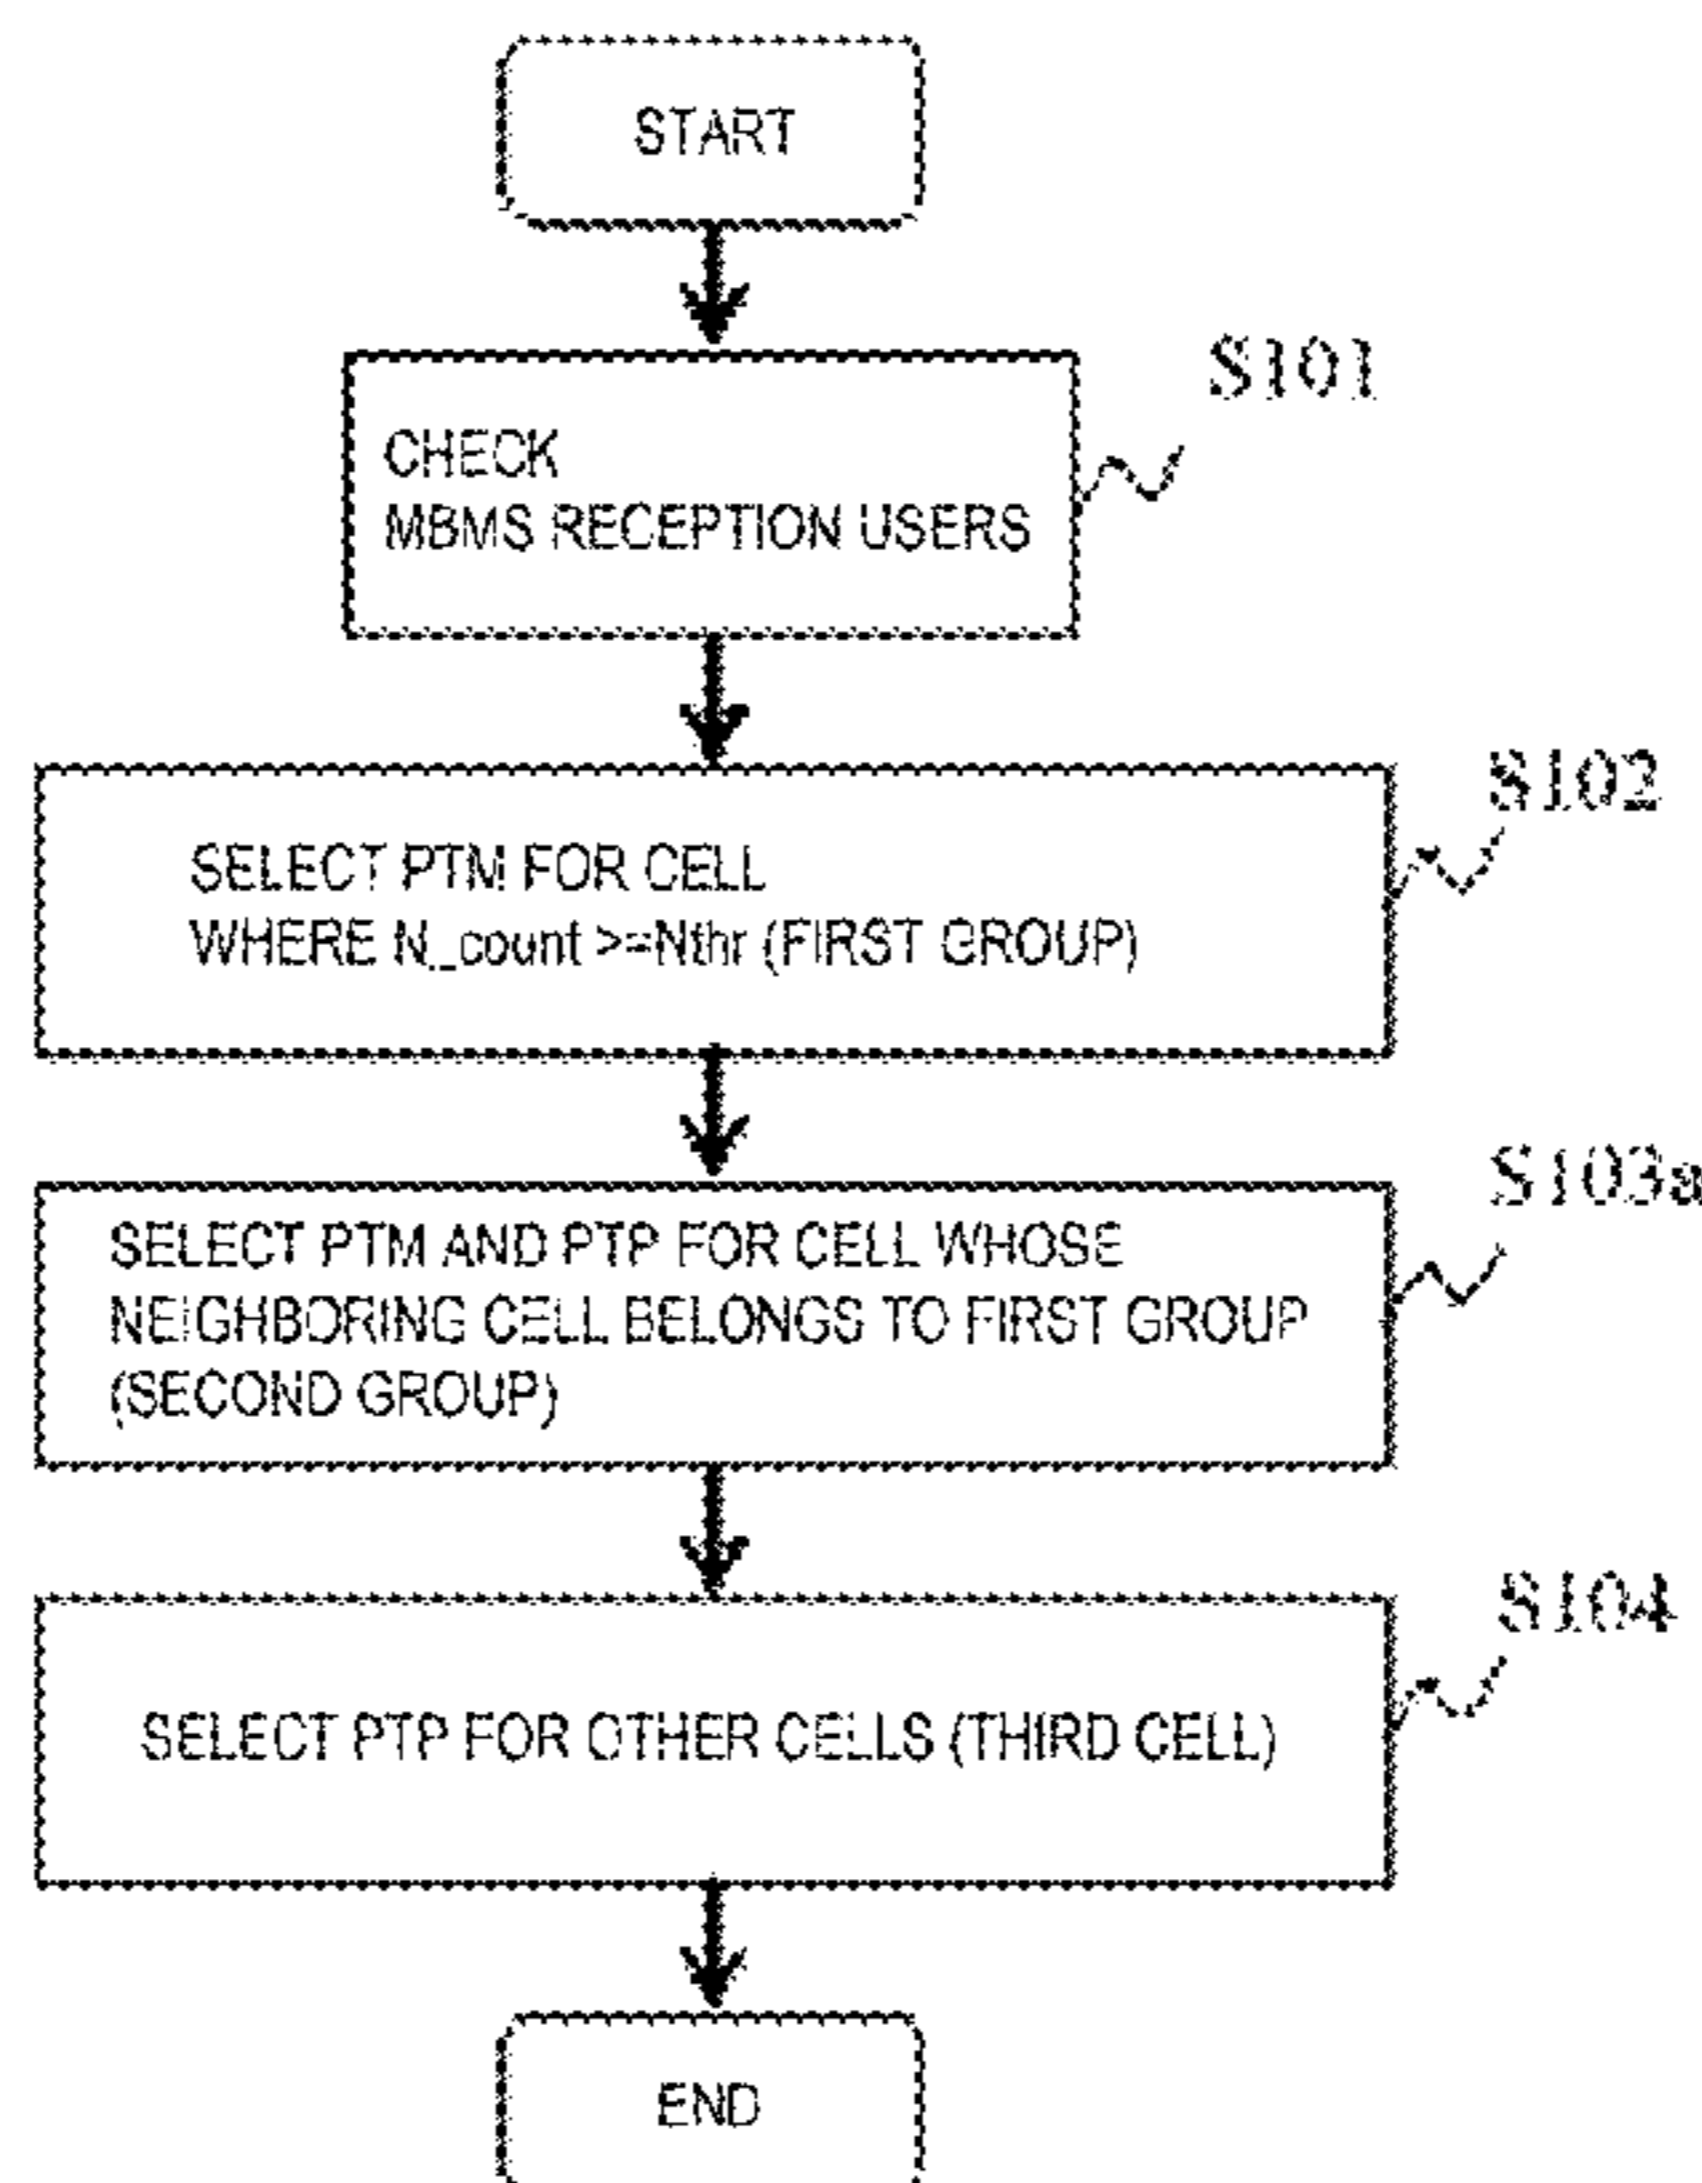 START
S101
CHECK
MBMS RECEPTION USERS
S102
SELECT PTM FOR CELL
WHERE N_count >=Nthr (FIRST GROUP)
S103a
SELECT PTM AND PTP FOR CELL WHOSE
NEIGHBORING CELL BELONGS TO FIRST GROUP
(SECOND GROUP)
S104
SELECT PTP FOR OTHER CELLS (THIRD CELL)
END